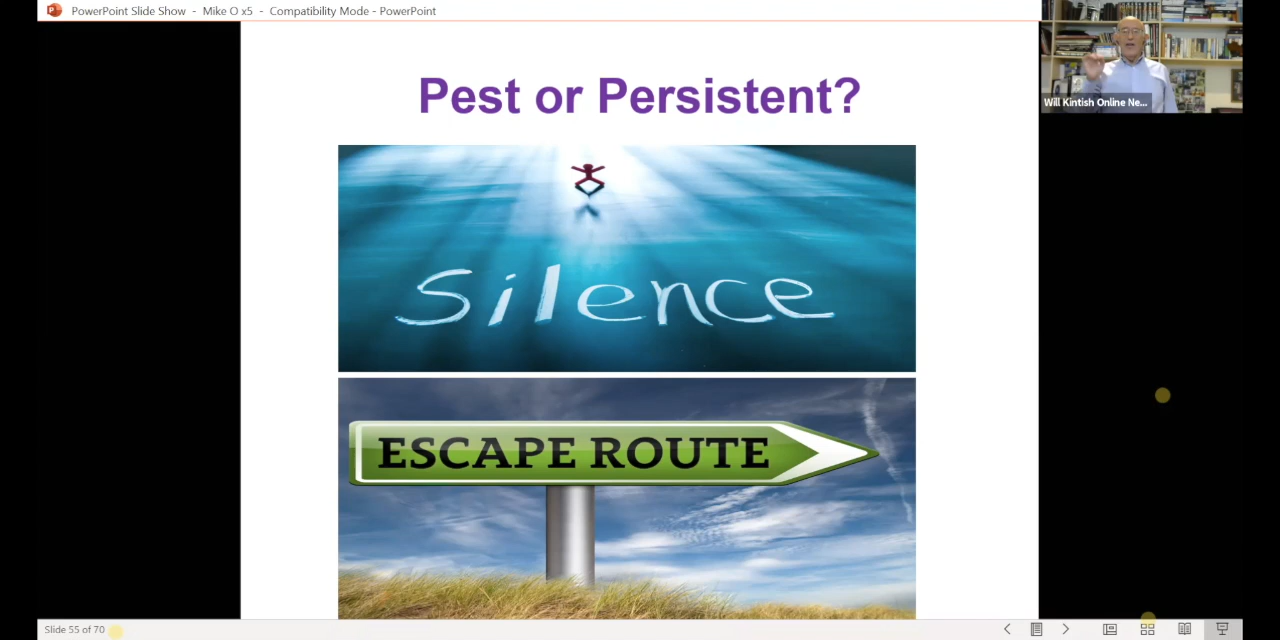 PowerPoint Slide Show - Mike O x5 - Compatibility Mode - PowerPoint
Pest or Persistent?
Will Kintish Online Ne...
Silence
ESCAPE ROUTE
Slide 55 of 70